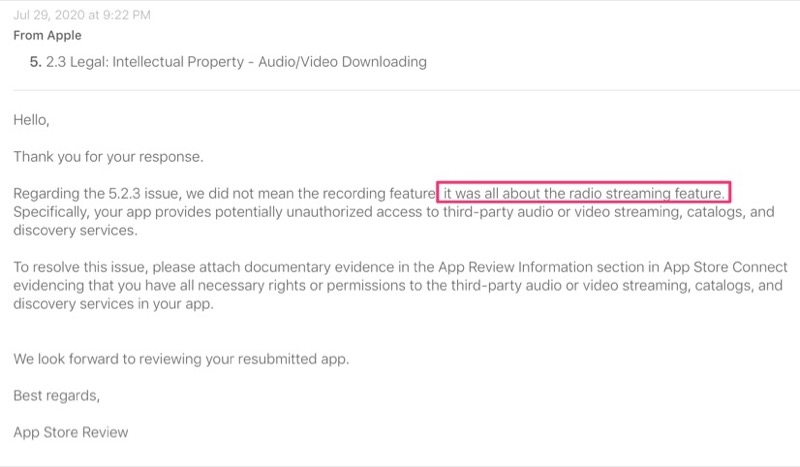 Jul 29, 2020 at 9:22 PM
From Apple
5. 2.3 Legal: Intellectual Property - Audio/Video Downloading
Hello,
Thank you for your response.
Regarding the 5.2.3 issue, we did not mean the recording feature it was all about the radio streaming feature.
Specifically, your app provides potentially unauthorized access to third-party audio or video streaming, catalogs, and
discovery services.
To resolve this issue, please attach documentary evidence in the App Review Information section in App Store Connect
evidencing that you have all necessary rights or permissions to the third-party audio or video streaming, catalogs, and
discovery services in your app.
We look forward to reviewing your resubmitted app.
Best regards,
App Store Review